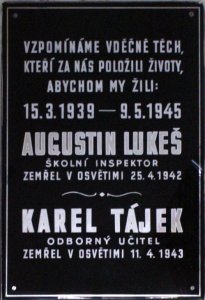 VZPOMÍNÁME VDĚČNĚ TĚCH,
KTEŘÍ ZA NÁS POLOŽILI ŽIVOTY,
ABYCHOM MY ŽILI:
15.3.1939 — 9.5.1945
AUGUSTIN LUKEŠ
ŠKOLNÍ INSPEKTOR
ZEMŘEL V OSVĚTIMI 25.4.1942
KAREL TÁJEK
ODBORNÝ UČITEL
ZEMŘEL V OSVĚTIMI 11.4.1943